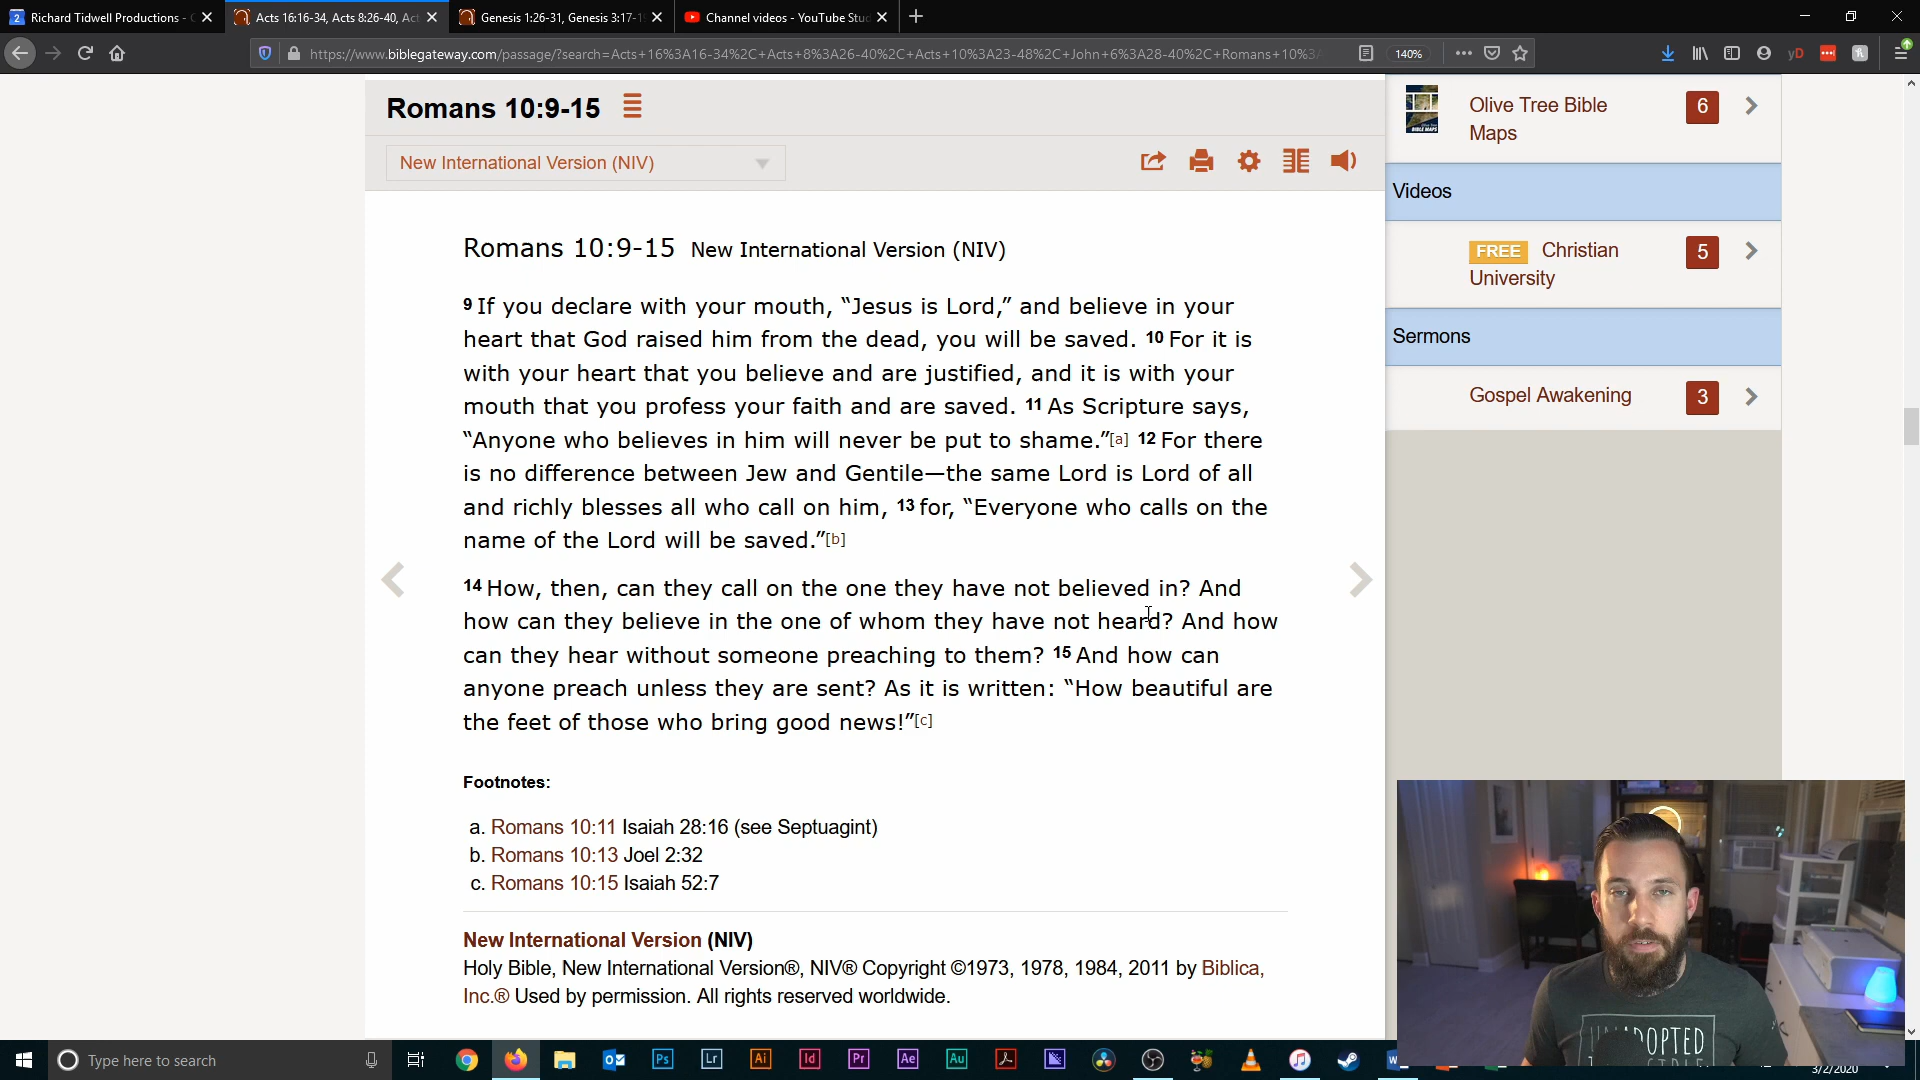 Richard Tidwell Productions -
Acts 16:16-34, Acts 8:26-40, Act
Genesis 1:26-31, Genesis 3:17-1
Channel videos - YouTube Stu
https://www.biblegateway.com/passage/?search=Acts+16%3A16-34%2C+Acts+8%3A26-40%2C+Acts+10%3A23-48%2C+John+6%3A28-40%2C+Romans+10%3
140%
Romans 10:9-15
New International Version (NIV)
Romans 10:9-15 New International Version (NIV)
9 If you declare with your mouth, “Jesus is Lord,” and believe in your
heart that God raised him from the dead, you will be saved. 10 For it is
with your heart that you believe and are justified, and it is with your
mouth that you profess your faith and are saved. 11 As Scripture says,
“Anyone who believes in him will never be put to shame.”[a] 12 For there
is no difference between Jew and Gentile—the same Lord is Lord of all
and richly blesses all who call on him, 13 for, “Everyone who calls on the
name of the Lord will be saved.”[b]
14 How, then, can they call on the one they have not believed in? And
how can they believe in the one of whom they have not heard? And how
can they hear without someone preaching to them? 15 And how can
anyone preach unless they are sent? As it is written: “How beautiful are
the feet of those who bring good news!”[c]
Footnotes:
a. Romans 10:11 Isaiah 28:16 (see Septuagint)
b. Romans 10:13 Joel 2:32
c. Romans 10:15 Isaiah 52:7
New International Version (NIV)
Holy Bible, New International Version®, NIV® Copyright ©1973, 1978, 1984, 2011 by Biblica,
Inc.® Used by permission. All rights reserved worldwide.
Olive Tree Bible
Maps
6
Videos
FREE Christian
University
5
Sermons
Gospel Awakening
3
Type here to search
Ps
Lr
Ai
Id
Pr
Ae
Au
3/2/2020